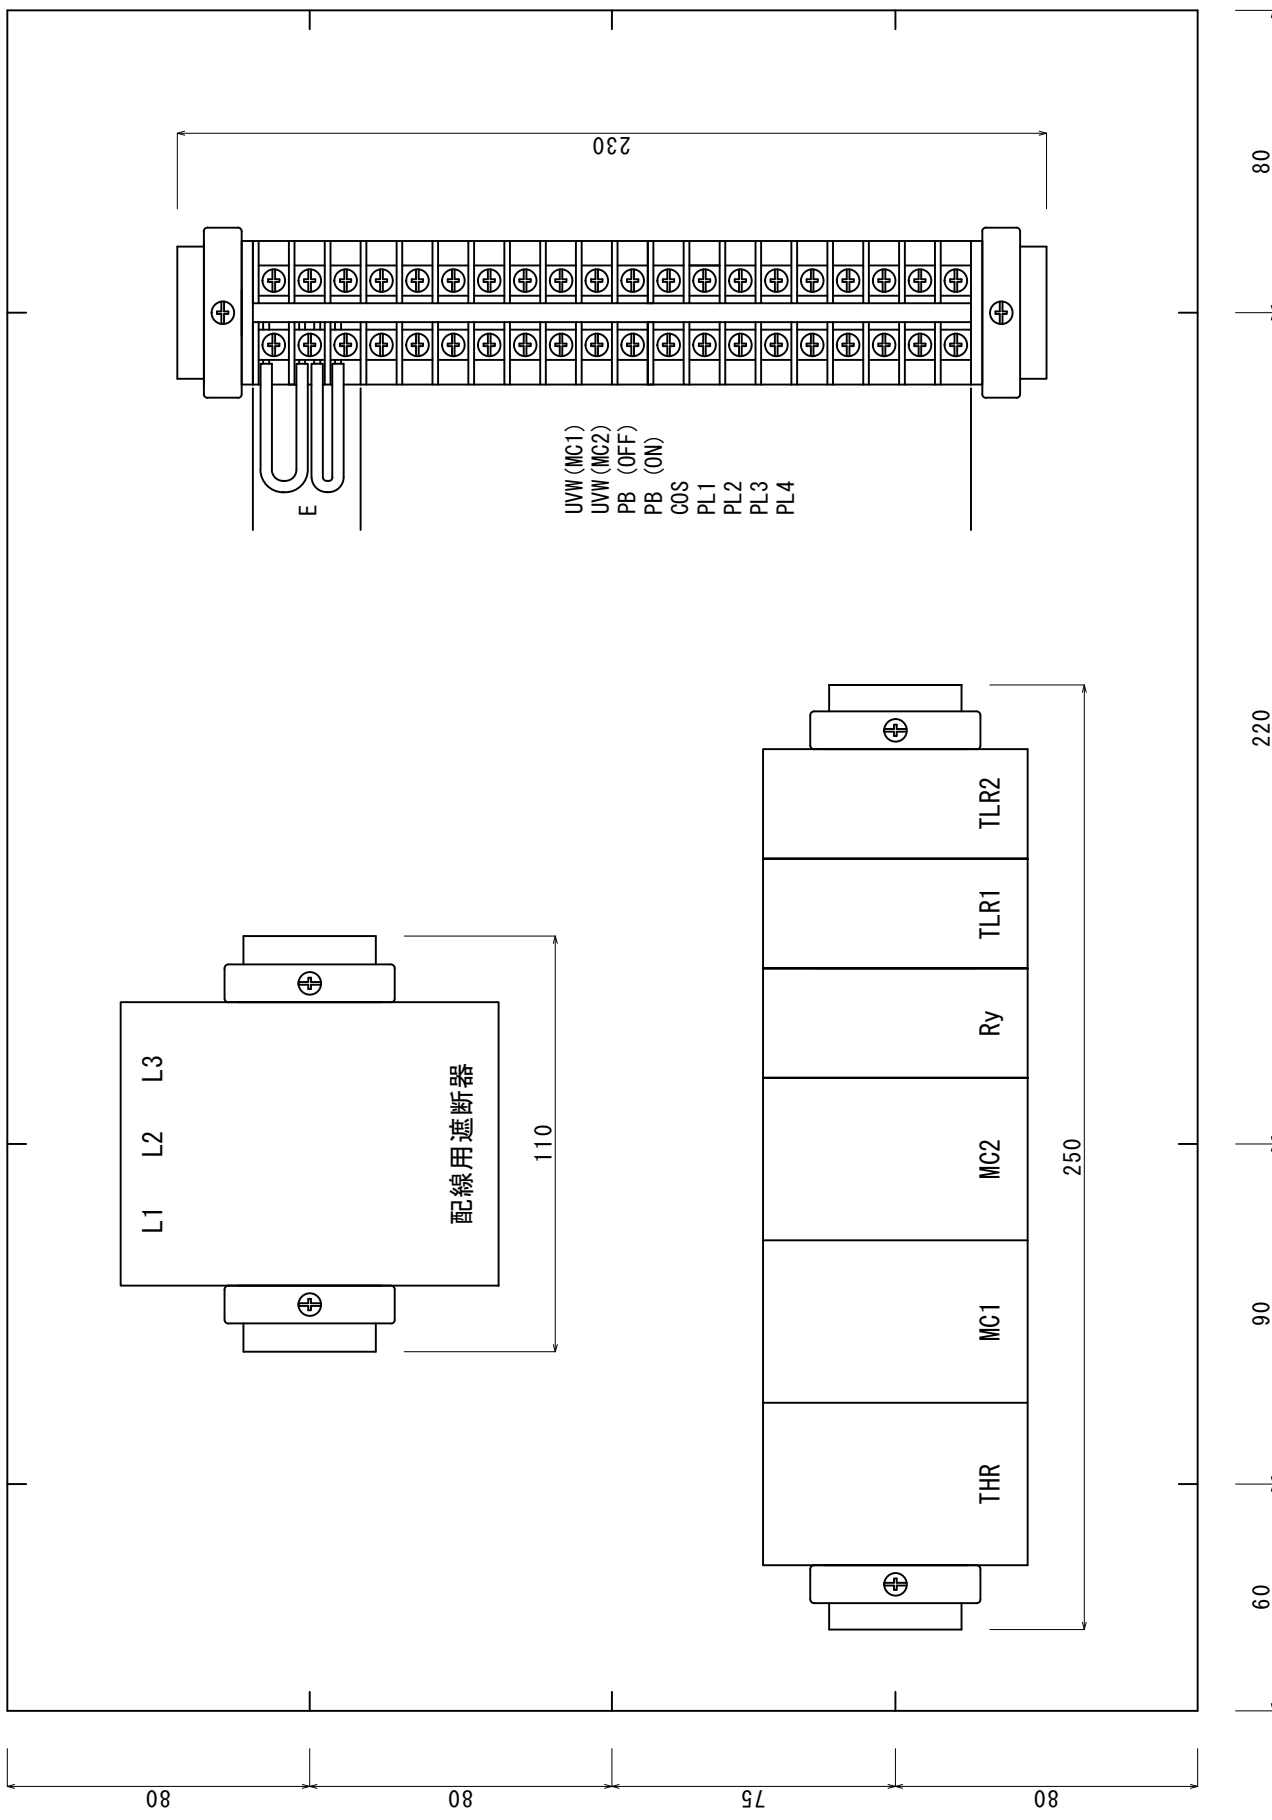 L1 L2 L3
配線用遮断器
110
E
UVW(MC1)
UVW(MC2)
PB (OFF)
PB (ON)
COS
PL1
PL2
PL3
PL4
230
THR MC1 MC2 Ry TLR1 TLR2
250
60 90 220 80
80
80
75
80